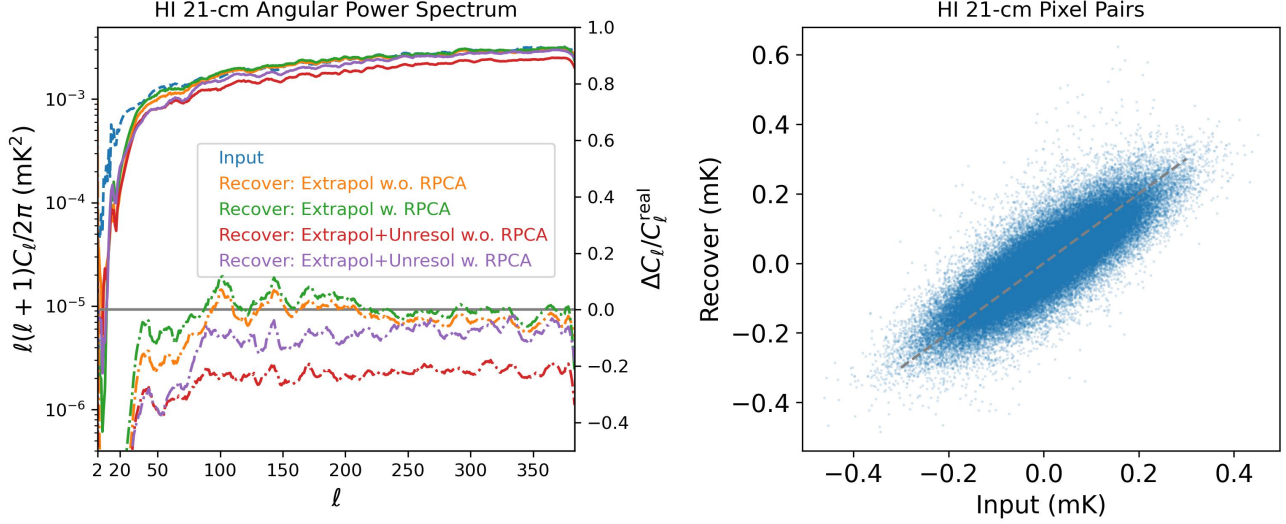 HI 21-cm Angular Power Spectrum
ℓ(ℓ + 1)Cℓ/2π (mK²)
10⁻³
10⁻⁴
10⁻⁵
10⁻⁶
Input
Recover: Extrapol w.o. RPCA
Recover: Extrapol w. RPCA
Recover: Extrapol+Unresol w.o. RPCA
Recover: Extrapol+Unresol w. RPCA
1.0
0.8
0.6
0.4
0.2
0.0
−0.2
−0.4
ΔCℓ/Cℓ^real
2 20 50 100 150 200 250 300 350
ℓ
HI 21-cm Pixel Pairs
Recover (mK)
0.6
0.4
0.2
0.0
−0.2
−0.4
−0.4 −0.2 0.0 0.2 0.4
Input (mK)